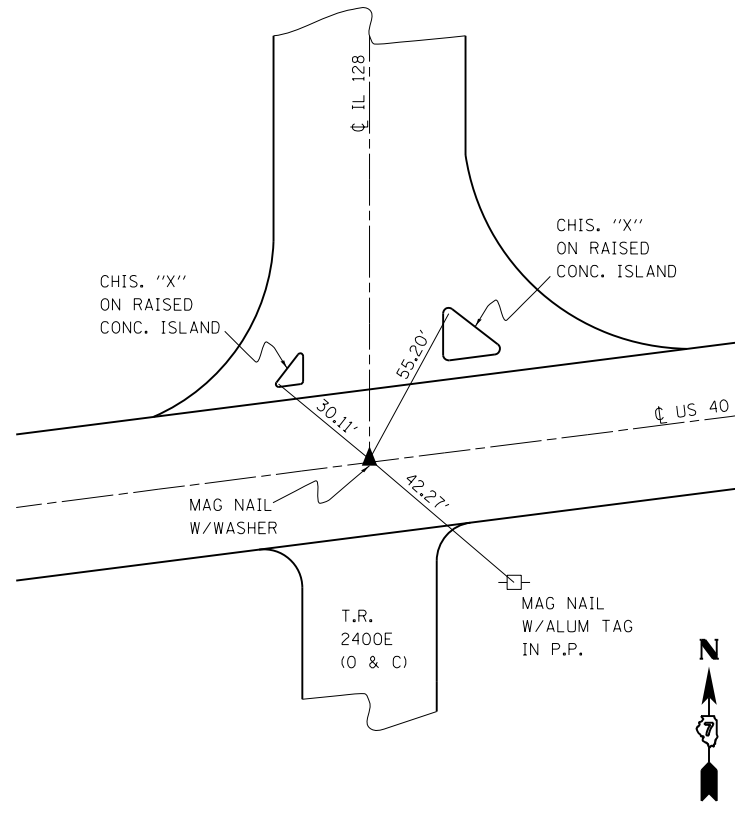 ℄ IL 128
CHIS. "X"
ON RAISED
CONC. ISLAND
CHIS. "X"
ON RAISED
CONC. ISLAND
55.20'
30.11'
℄ US 40
42.27'
MAG NAIL
W/WASHER
MAG NAIL
W/ALUM TAG
IN P.P.
T.R.
2400E
(O & C)
N
7